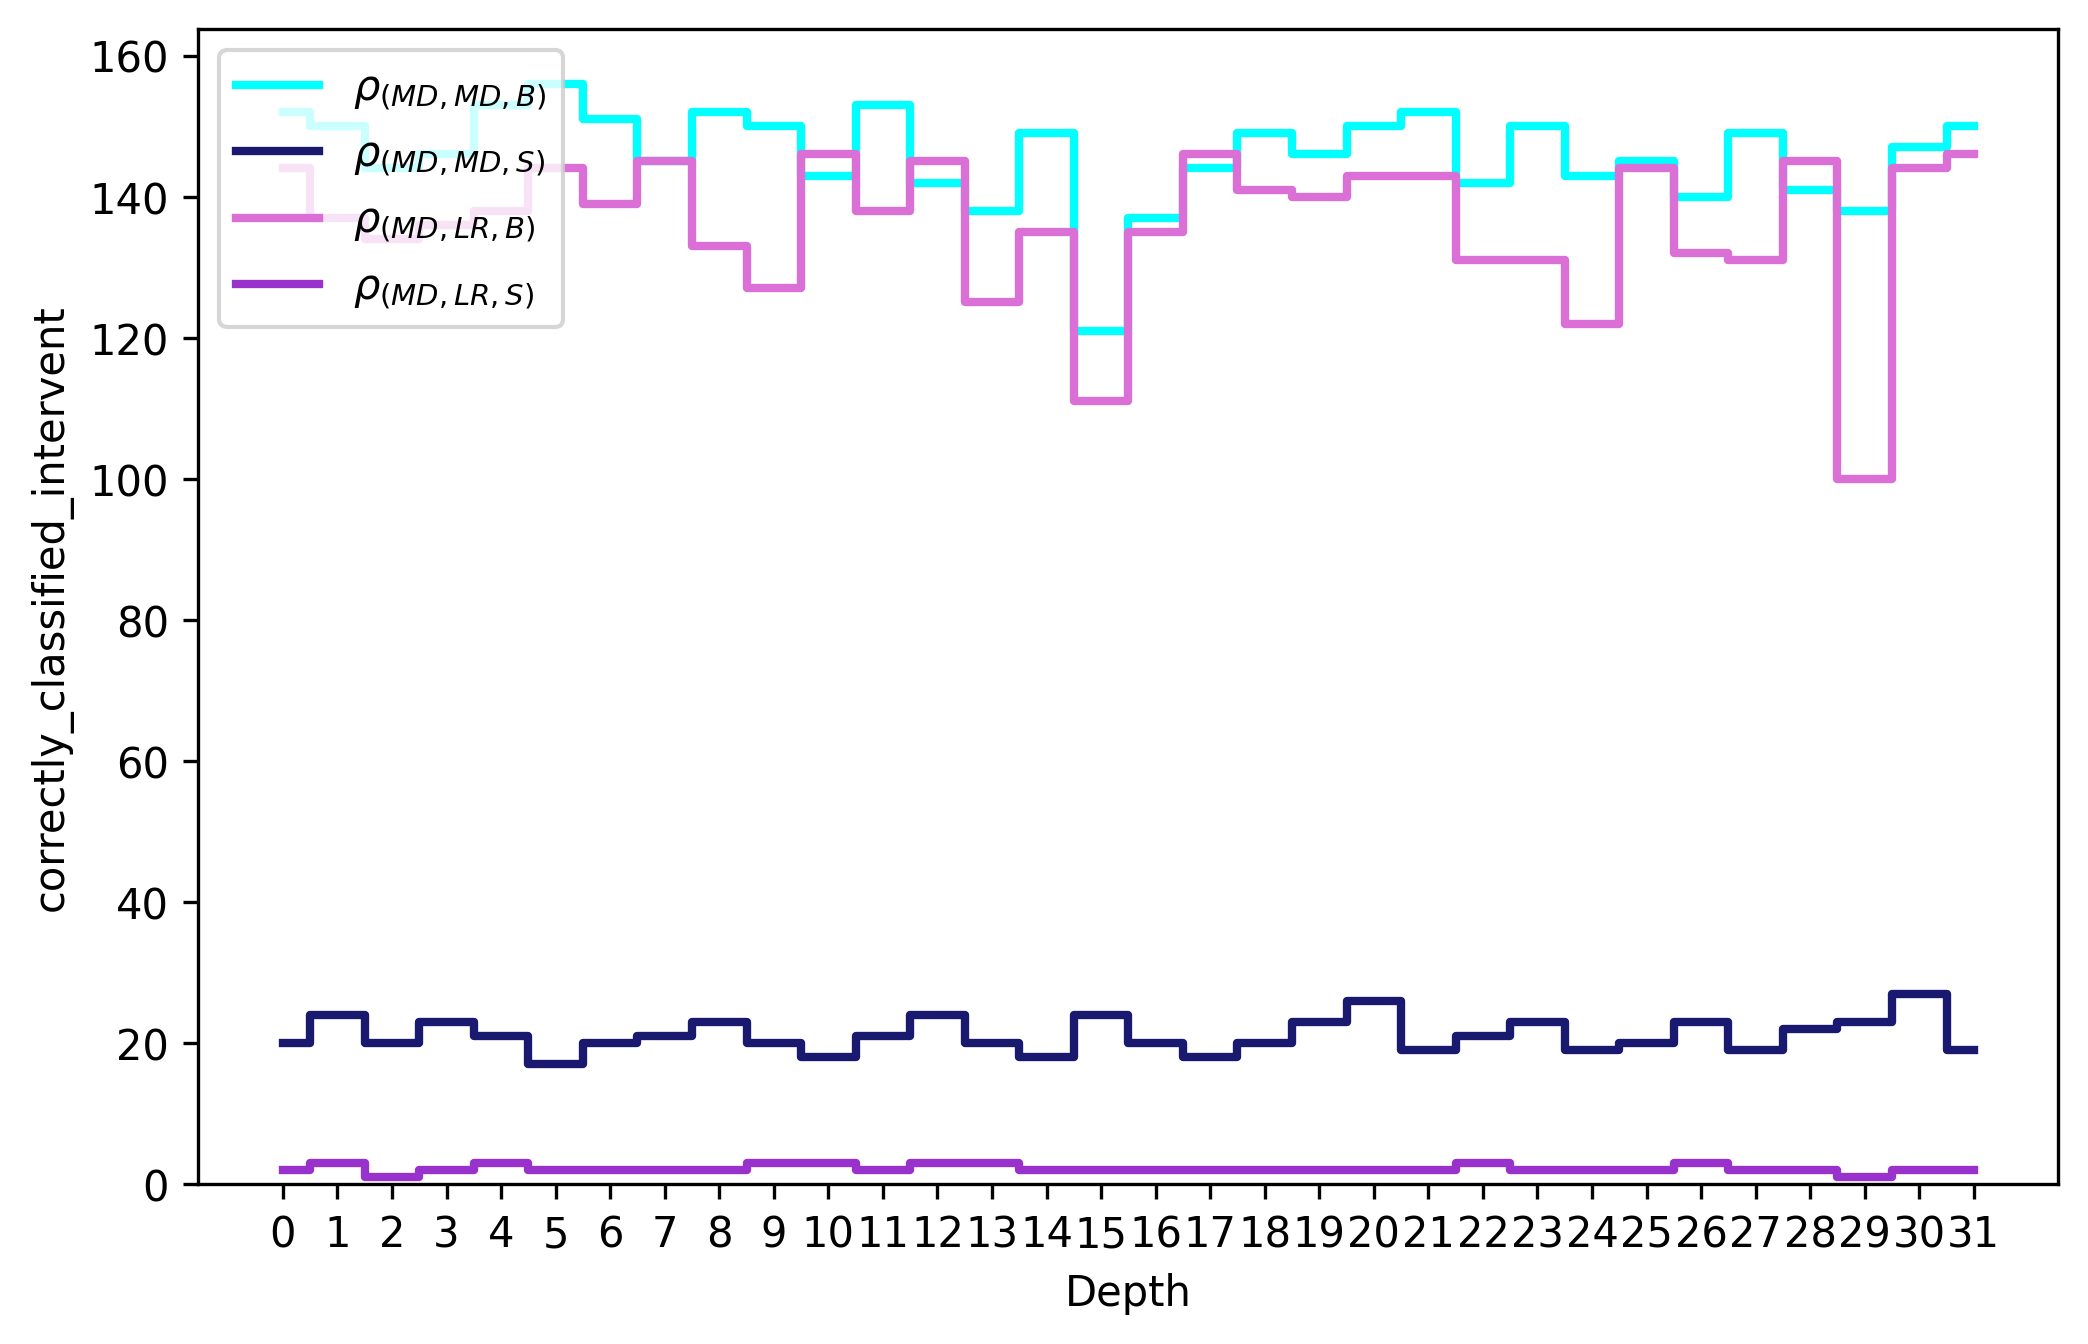 160
140
120
100
80
60
40
20
0
correctly_classified_intervent
ρ(MD, MD, B)
ρ(MD, MD, S)
ρ(MD, LR, B)
ρ(MD, LR, S)
0 1 2 3 4 5 6 7 8 9 10 11 12 13 14 15 16 17 18 19 20 21 22 23 24 25 26 27 28 29 30 31
Depth